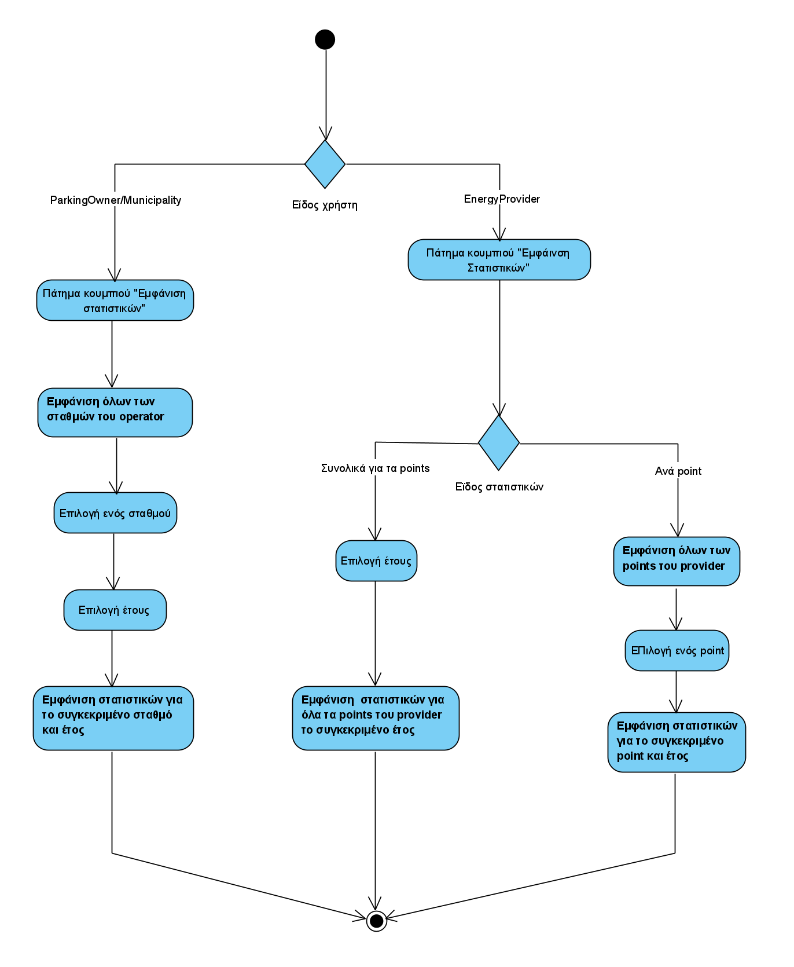 Είδος χρήστη
ParkingOwner/Municipality
EnergyProvider
Πάτημα κουμπιού "Εμφάινση
Στατιστικών"
Πάτημα κουμπιού "Εμφάνιση
στατιστικών"
Εμφάνιση όλων των
σταθμών του operator
Επιλογή ενός σταθμού
Επιλογή έτους
Εμφάνιση στατιστικών για
το συγκεκριμένο σταθμό
και έτος
Είδος στατιστικών
Συνολικά για τα points
Επιλογή έτους
Εμφάνιση στατιστικών για
όλα τα points του provider
το συγκεκριμένο έτος
Ανά point
Εμφάνιση όλων των
points του provider
ΕΠιλογή ενός point
Εμφάνιση στατιστικών
για το συγκεκριμένο
point και έτος